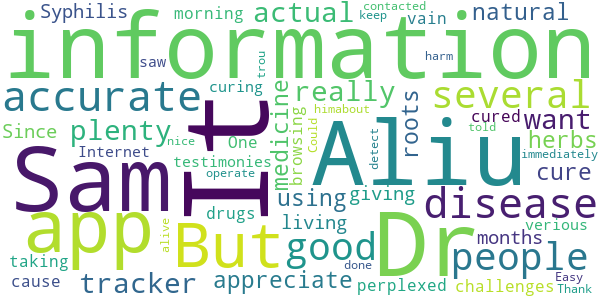 Syphilis morning actual contacted keep vain natural
information
saw trou harm
accurate It medicine browsing really himabout Could several
Since plenty One curing Aliu detect roots cured want
nice Internet testimonies told herbs immediately
Sam drugs using giving cure
operate living Dr disease
app But alive good months verious
taking people
cause tracker appreciate done perplexed challenges Easy Thank